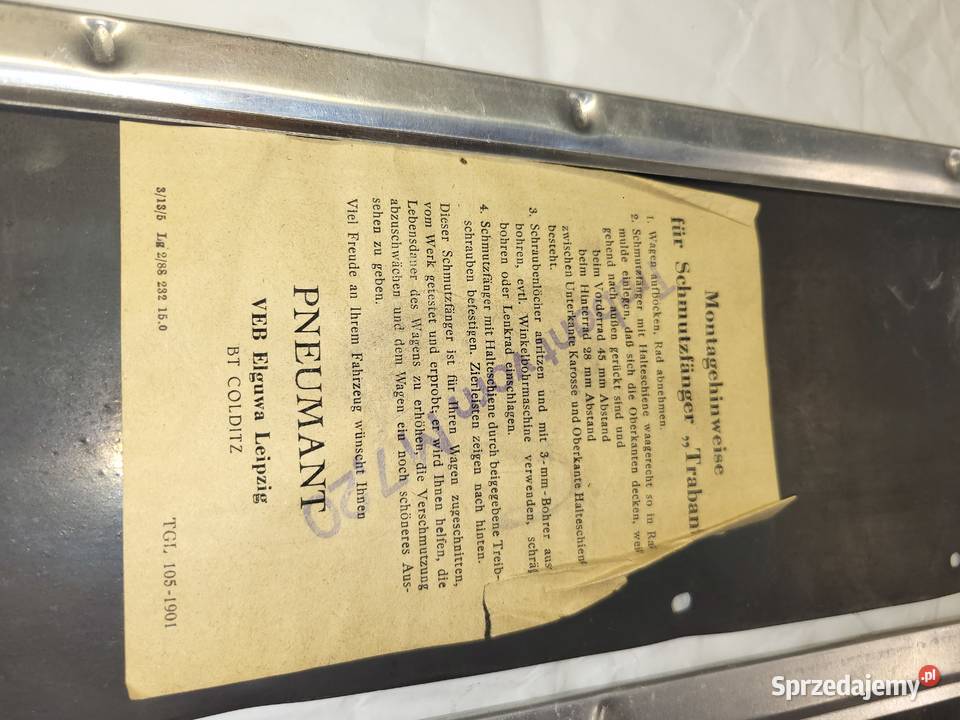 Montagehinweise
für Schmutzfänger „Traban
1. Wagen aufbocken, Rad abnehmen.
2. Schmutzfänger mit Halteschiene waagerecht so in Ra
mulde einlegen, daß sich die Oberkanten decken, weit
gehend nach außen gerückt sind und
beim Vorderrad 45 mm Abstand
beim Hinterrad 28 mm Abstand
zwischen Unterkante Karosse und Oberkante Halteschien
besteht.
3. Schraubenlöcher anritzen und mit 3-mm-Bohrer aus
bohren, evtl. Winkelbohrmaschine verwenden, schräg
bohren oder Lenkrad einschlagen.
4. Schmutzfänger mit Halteschiene durch beigegebene Treib-
schrauben befestigen. Zierleisten zeigen nach hinten.
Dieser Schmutzfänger ist für Ihren Wagen zugeschnitten,
vom Werk getestet und erprobt, er wird Ihnen helfen, die
Lebensdauer des Wagens zu erhöhen, die Verschmutzung
abzuschwächen und dem Wagen ein noch schöneres Aus-
sehen zu geben.
Viel Freude an Ihrem Fahrzeug wünscht Ihnen
PNEUMANT
VEB Elguwa Leipzig
BT COLDITZ
3/13/5 Lg 2/88 232 15.0
TGL 105-1901
M 7,20
Sprzedajemy.pl